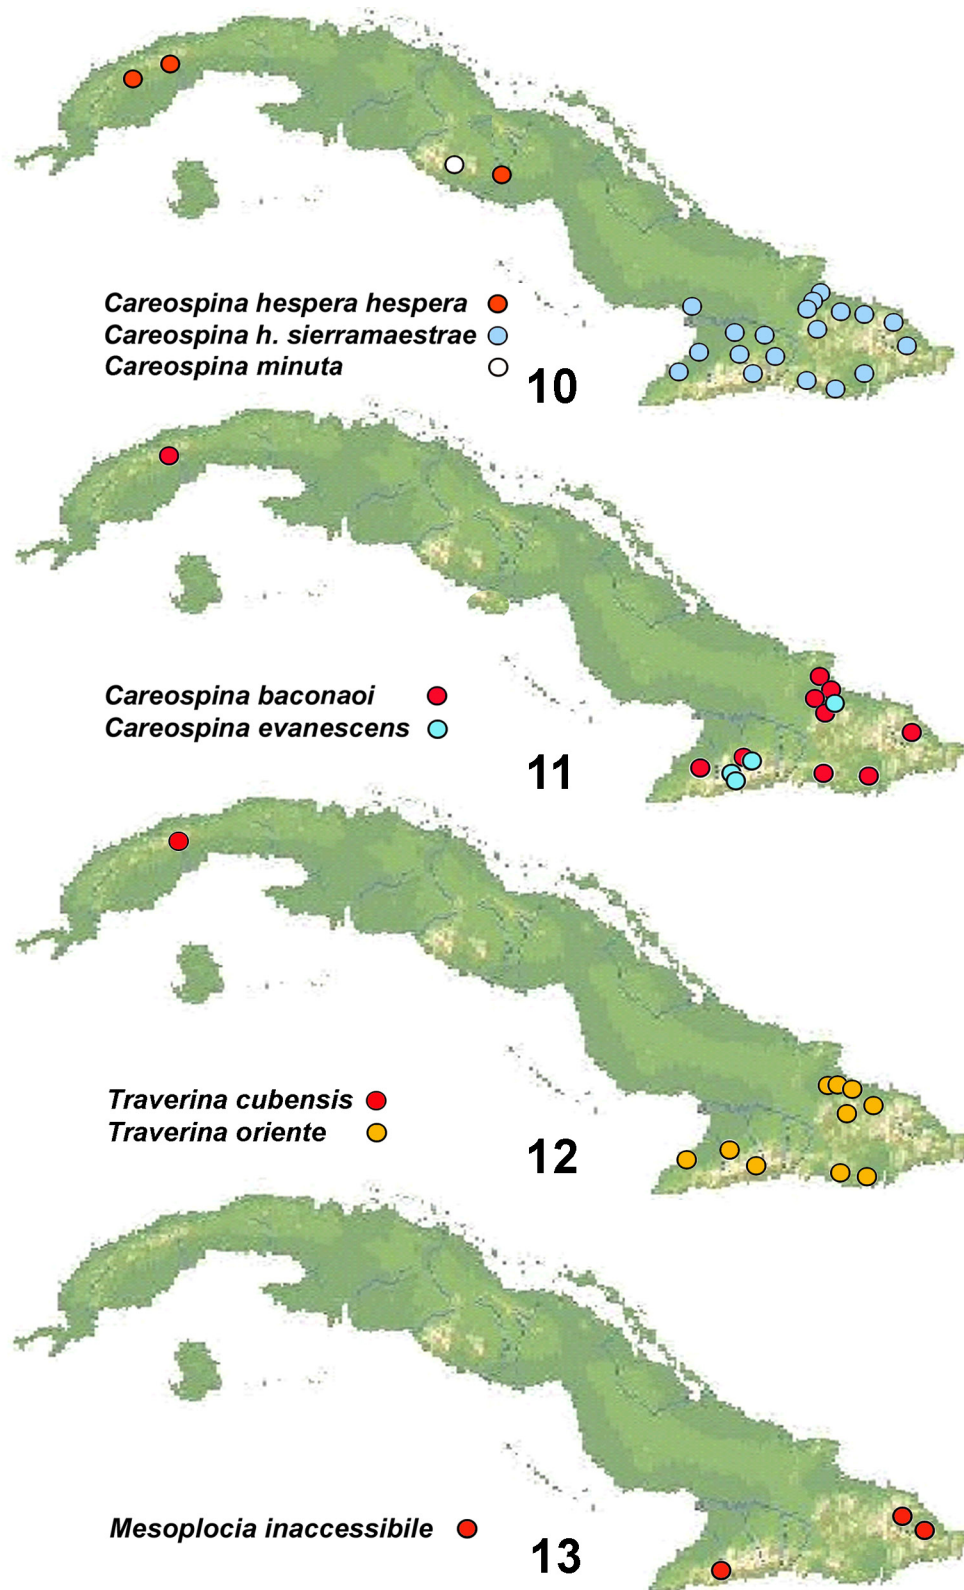 Careospina hespera hespera
Careospina h. sierramaestrae
Careospina minuta
10
Careospina baconaoi
Careospina evanescens
11
Traverina cubensis
Traverina oriente
12
Mesoplocia inaccessibile
13